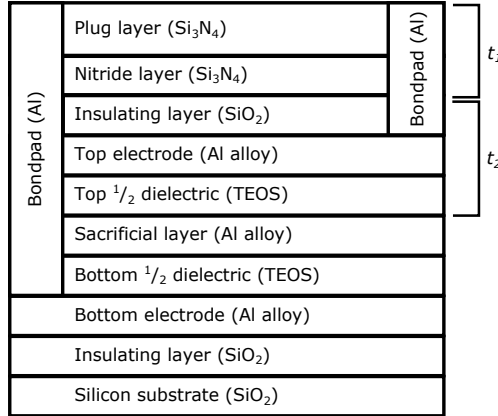 Plug layer (Si₃N₄)
Nitride layer (Si₃N₄)
Insulating layer (SiO₂)
Top electrode (Al alloy)
Top ¹/₂ dielectric (TEOS)
Sacrificial layer (Al alloy)
Bottom ¹/₂ dielectric (TEOS)
Bottom electrode (Al alloy)
Insulating layer (SiO₂)
Silicon substrate (SiO₂)
Bondpad (Al)
Bondpad (Al)
t₁
t₂